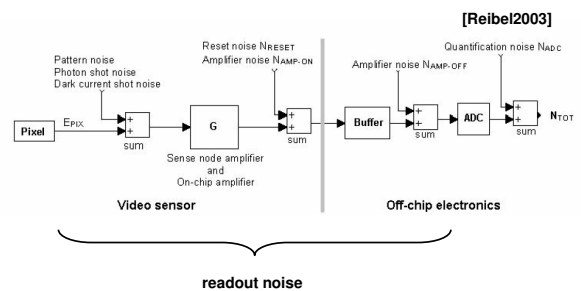 [Reibel2003]
Pattern noise
Photon shot noise
Dark current shot noise
Reset noise NRESET
Amplifier noise NAMP-ON
Amplifier noise NAMP-OFF
Quantification noise NADC
Pixel
EPIX
+
+
sum
G
+
+
sum
Buffer
+
+
sum
ADC
+
+
sum
NTOT
Sense node amplifier
and
On-chip amplifier
Video sensor
Off-chip electronics
readout noise